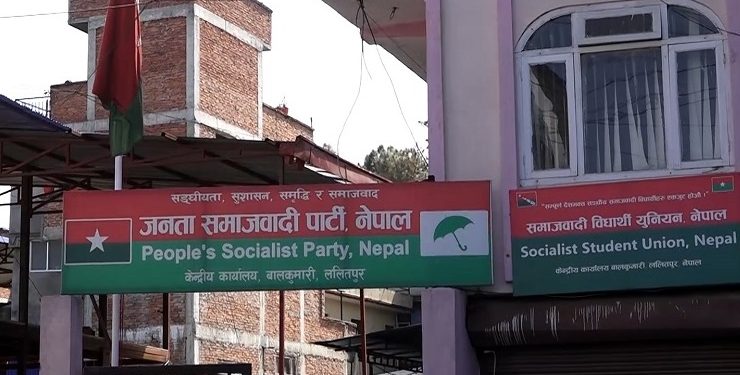 सङ्घीयता, सुशासन, समृद्धि र समाजवाद
जनता समाजवादी पार्टी, नेपाल
People's Socialist Party, Nepal
केन्द्रीय कार्यालय, बालकुमारी, ललितपुर
समाजवादी विद्यार्थी युनियन, नेपाल
Socialist Student Union, Nepal
केन्द्रीय कार्यालय बालकुमारी, ललितपुर, नेपाल